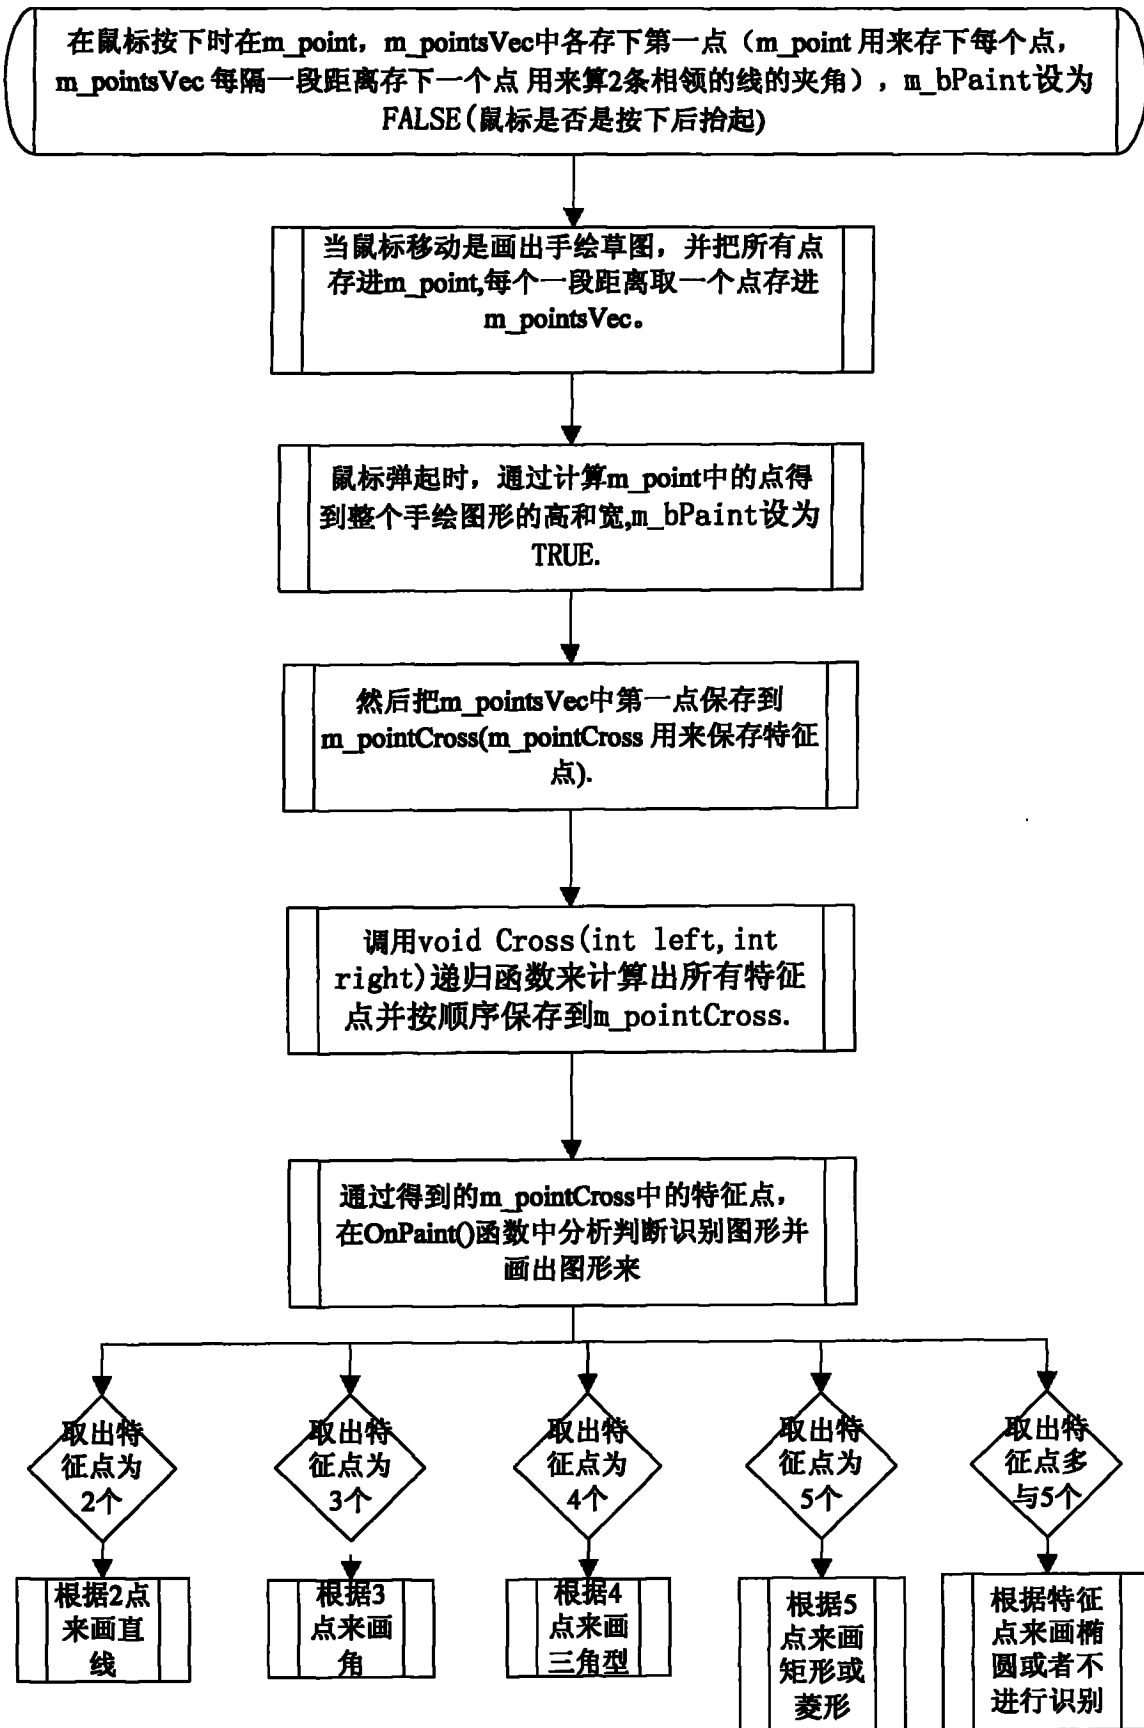 在鼠标按下时在m_point，m_pointsVec中各存下第一点（m_point 用来存下每个点，
m_pointsVec 每隔一段距离存下一个点 用来算2条相领的线的夹角），m_bPaint设为
FALSE(鼠标是否是按下后抬起)
当鼠标移动是画出手绘草图，并把所有点
存进m_point,每个一段距离取一个点存进
m_pointsVec。
鼠标弹起时，通过计算m_point中的点得
到整个手绘图形的高和宽,m_bPaint设为
TRUE.
然后把m_pointsVec中第一点保存到
m_pointCross(m_pointCross 用来保存特征
点).
调用void Cross(int left,int
right)递归函数来计算出所有特征
点并按顺序保存到m_pointCross.
通过得到的m_pointCross中的特征点，
在OnPaint()函数中分析判断识别图形并
画出图形来
取出特
征点为
2个
取出特
征点为
3个
取出特
征点为
4个
取出特
征点为
5个
取出特
征点多
与5个
根据2点
来画直
线
根据3
点来画
角
根据4
点来画
三角型
根据5
点来画
矩形或
菱形
根据特征
点来画椭
圆或者不
进行识别